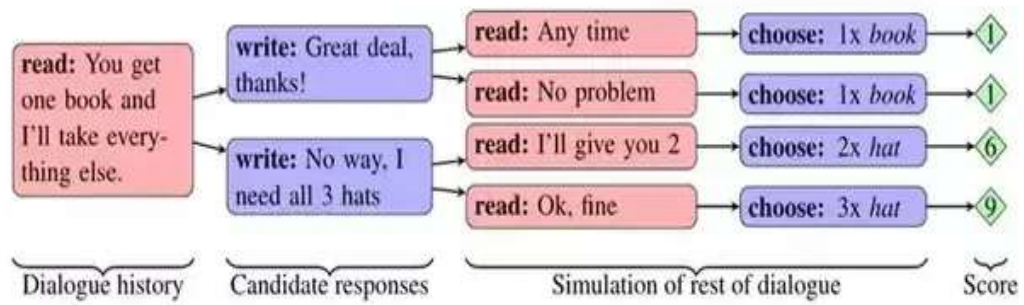 read: You get
one book and
I'll take every-
thing else.
write: Great deal,
thanks!
write: No way, I
need all 3 hats
read: Any time
choose: 1x book
1
read: No problem
choose: 1x book
1
read: I'll give you 2
choose: 2x hat
6
read: Ok, fine
choose: 3x hat
9
Dialogue history
Candidate responses
Simulation of rest of dialogue
Score